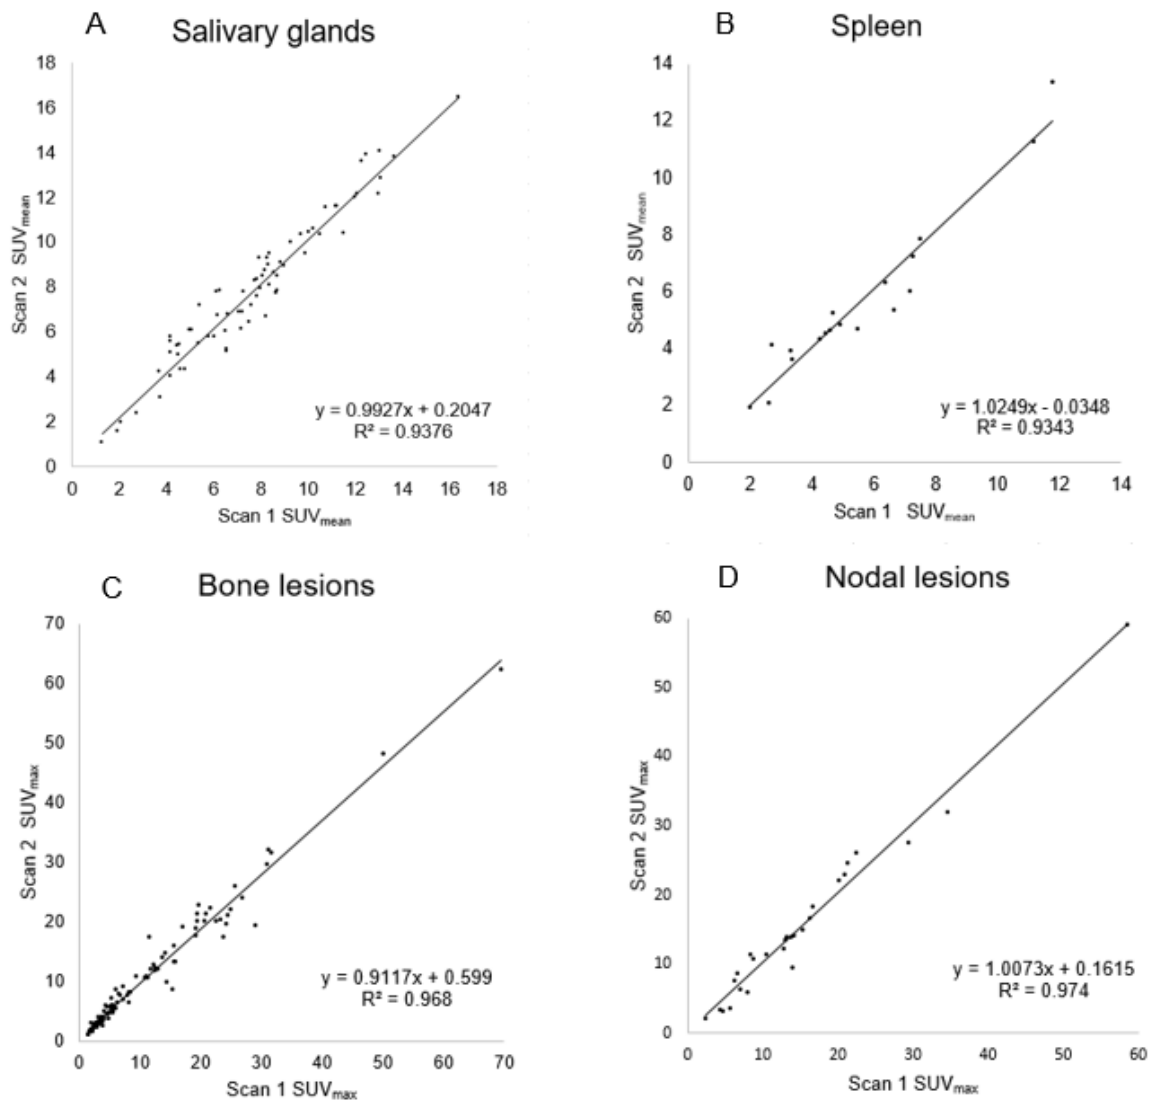 A
Salivary glands
18
16
14
12
10
8
6
4
2
0
Scan 2 SUVmean
y = 0.9927x + 0.2047
R² = 0.9376
0 2 4 6 8 10 12 14 16 18
Scan 1 SUVmean
B
Spleen
14
12
10
8
6
4
2
0
Scan 2 SUVmean
y = 1.0249x - 0.0348
R² = 0.9343
0 2 4 6 8 10 12 14
Scan 1 SUVmean
C
Bone lesions
70
60
50
40
30
20
10
0
Scan 2 SUVmax
y = 0.9117x + 0.599
R² = 0.968
0 10 20 30 40 50 60 70
Scan 1 SUVmax
D
Nodal lesions
60
50
40
30
20
10
0
Scan 2 SUVmax
y = 1.0073x + 0.1615
R² = 0.974
0 10 20 30 40 50 60
Scan 1 SUVmax